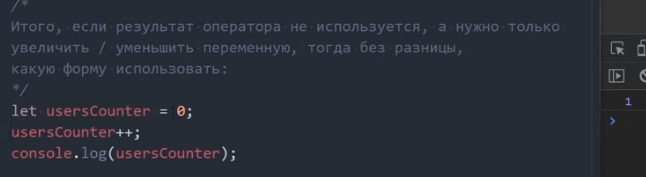 /*
Итого, если результат оператора не используется, а нужно только
увеличить / уменьшить переменную, тогда без разницы,
какую форму использовать:
*/
let usersCounter = 0;
usersCounter++;
console.log(usersCounter);
1